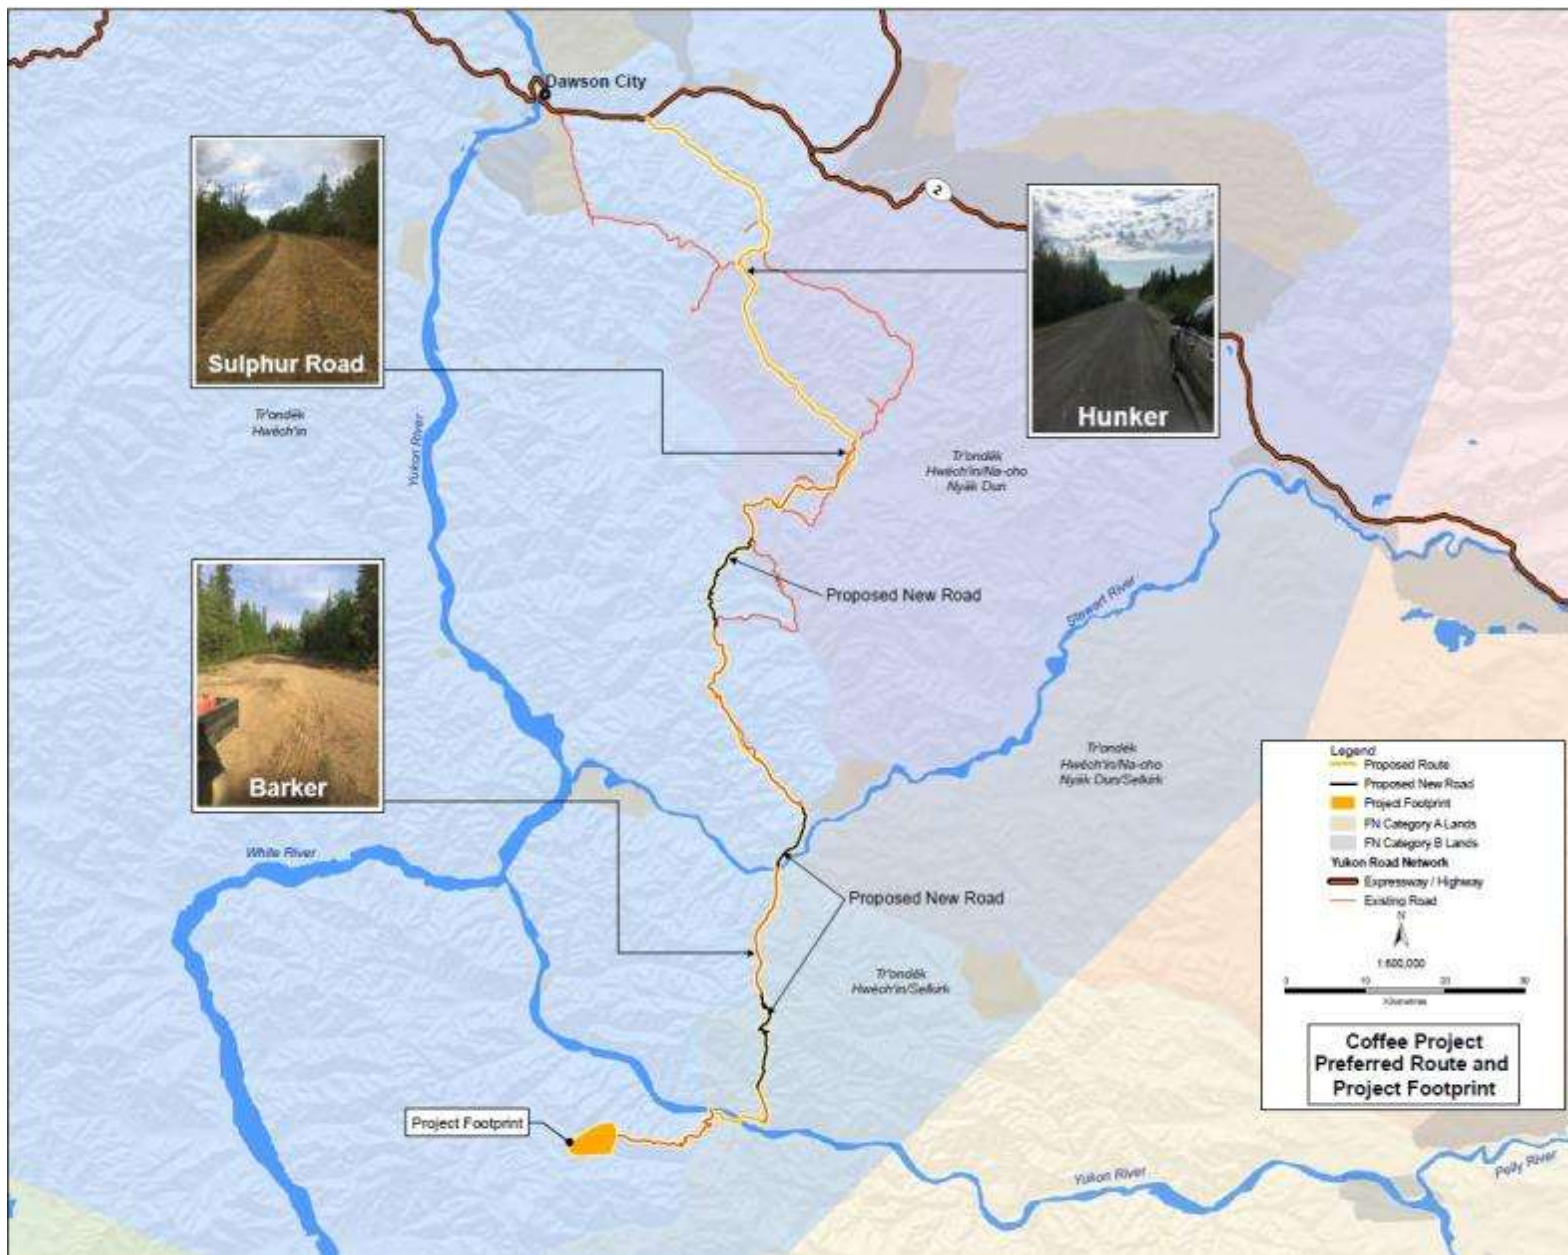 Dawson City
2
Sulphur Road
Hunker
Tr'ondëk
Hwëch'in
Yukon River
Tr'ondëk
Hwëch'in/Na-cho
Nyäk Dun
Proposed New Road
Stewart River
Barker
Tr'ondëk
Hwëch'in/Na-cho
Nyäk Dun/Selkirk
White River
Proposed New Road
Tr'ondëk
Hwëch'in/Selkirk
Project Footprint
Yukon River
Pelly River
Legend
Proposed Route
Proposed New Road
Project Footprint
FN Category A Lands
FN Category B Lands
Yukon Road Network
Expressway / Highway
Existing Road
N
1:600,000
0 10 20 30
Kilometres
Coffee Project
Preferred Route and
Project Footprint